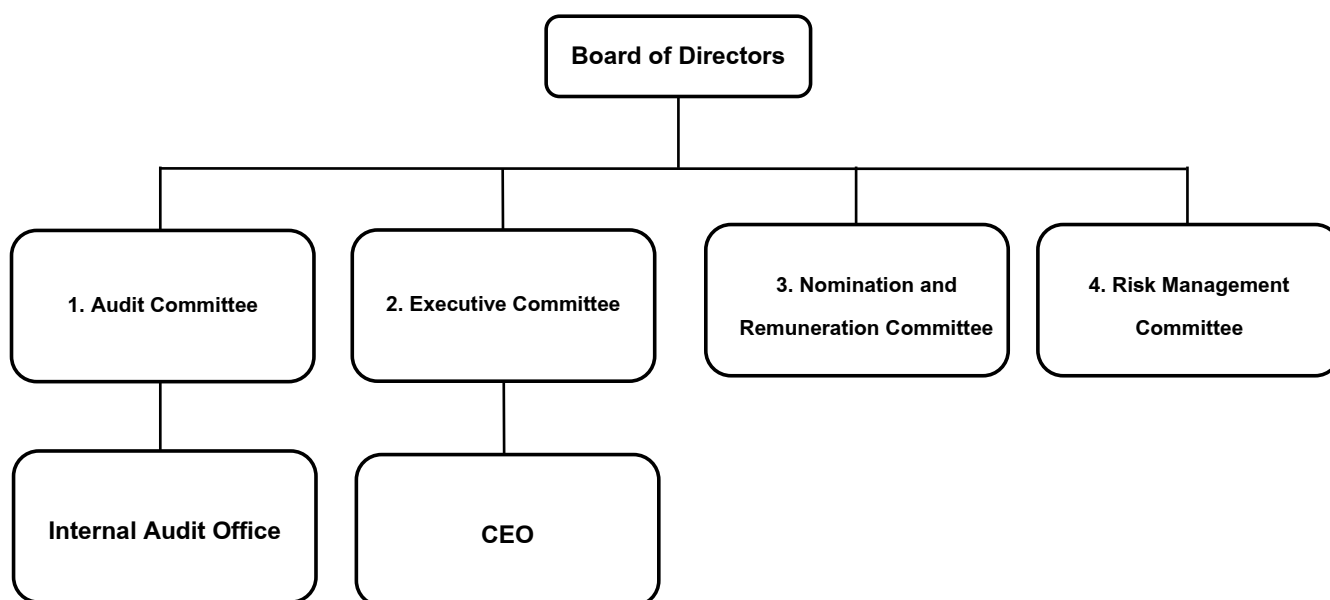 Board of Directors
1. Audit Committee
2. Executive Committee
3. Nomination and
Remuneration Committee
4. Risk Management
Committee
Internal Audit Office
CEO